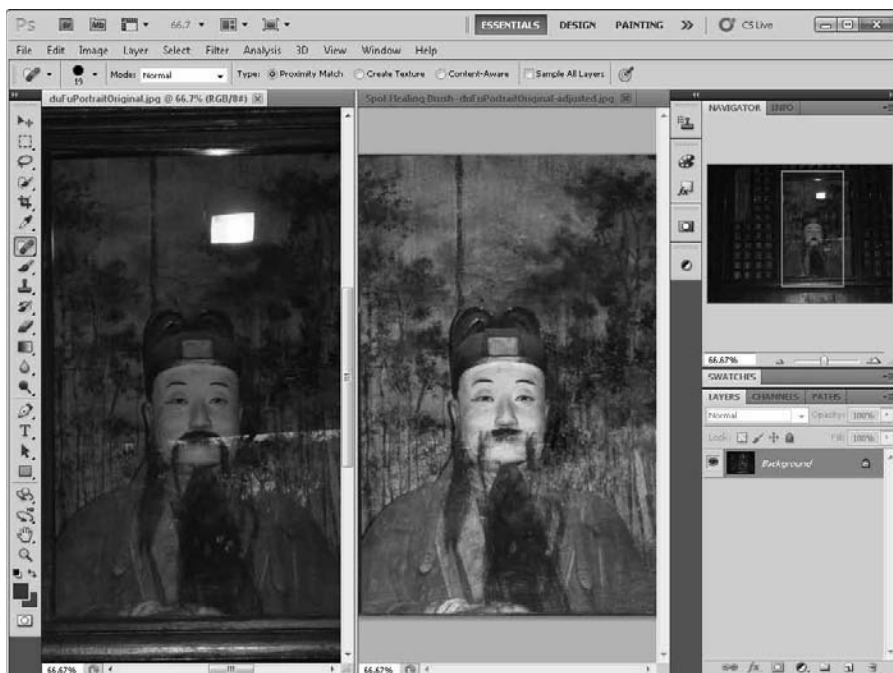 Ps Br Mb 66.7 ESSENTIALS DESIGN PAINTING CS Live
File Edit Image Layer Select Filter Analysis 3D View Window Help
19 Mode: Normal Type: Proximity Match Create Texture Content-Aware Sample All Layers
duFuPortraitOriginal.jpg @ 66.7% (RGB/8#)
Spot Healing Brush-duFuPortraitOriginal-adjusted.jpg
NAVIGATOR INFO
66.67%
SWATCHES
LAYERS CHANNELS PATHS
Normal Opacity: 100%
Lock: Fill: 100%
Background
66.67% 66.67%